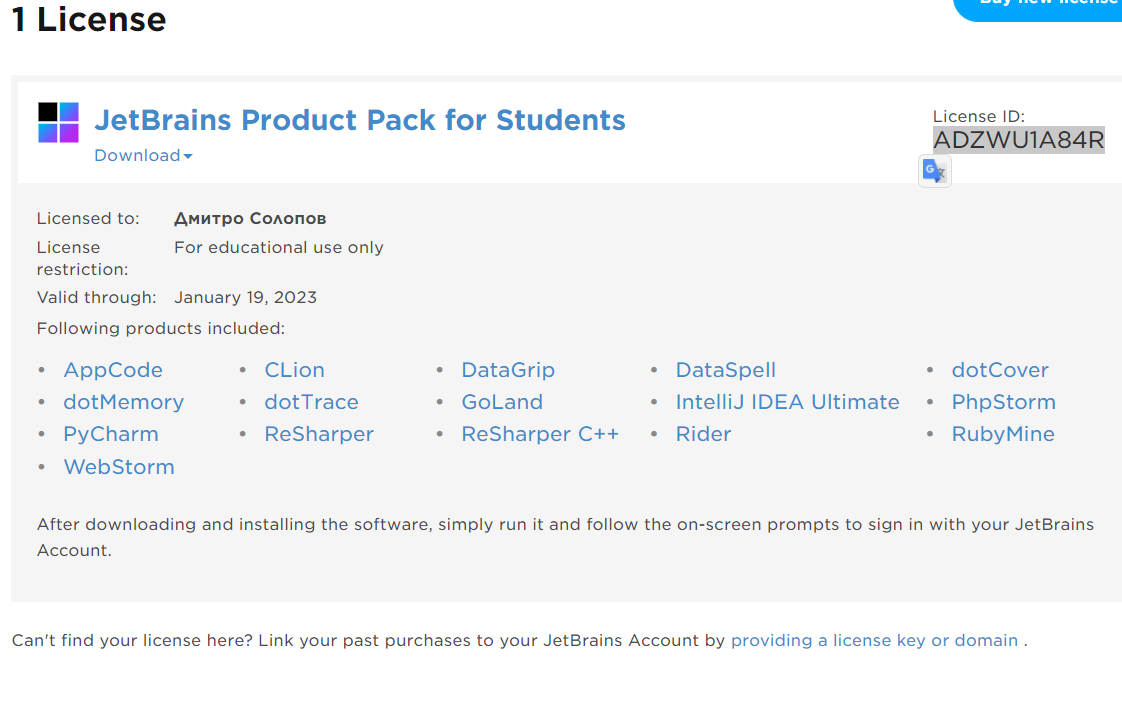 1 License
Buy new license
JetBrains Product Pack for Students
Download
License ID:
ADZWU1A84R
Licensed to: Дмитро Солопов
License restriction: For educational use only
Valid through: January 19, 2023
Following products included:
• AppCode • CLion • DataGrip • DataSpell • dotCover
• dotMemory • dotTrace • GoLand • IntelliJ IDEA Ultimate • PhpStorm
• PyCharm • ReSharper • ReSharper C++ • Rider • RubyMine
• WebStorm
After downloading and installing the software, simply run it and follow the on-screen prompts to sign in with your JetBrains
Account.
Can't find your license here? Link your past purchases to your JetBrains Account by providing a license key or domain .